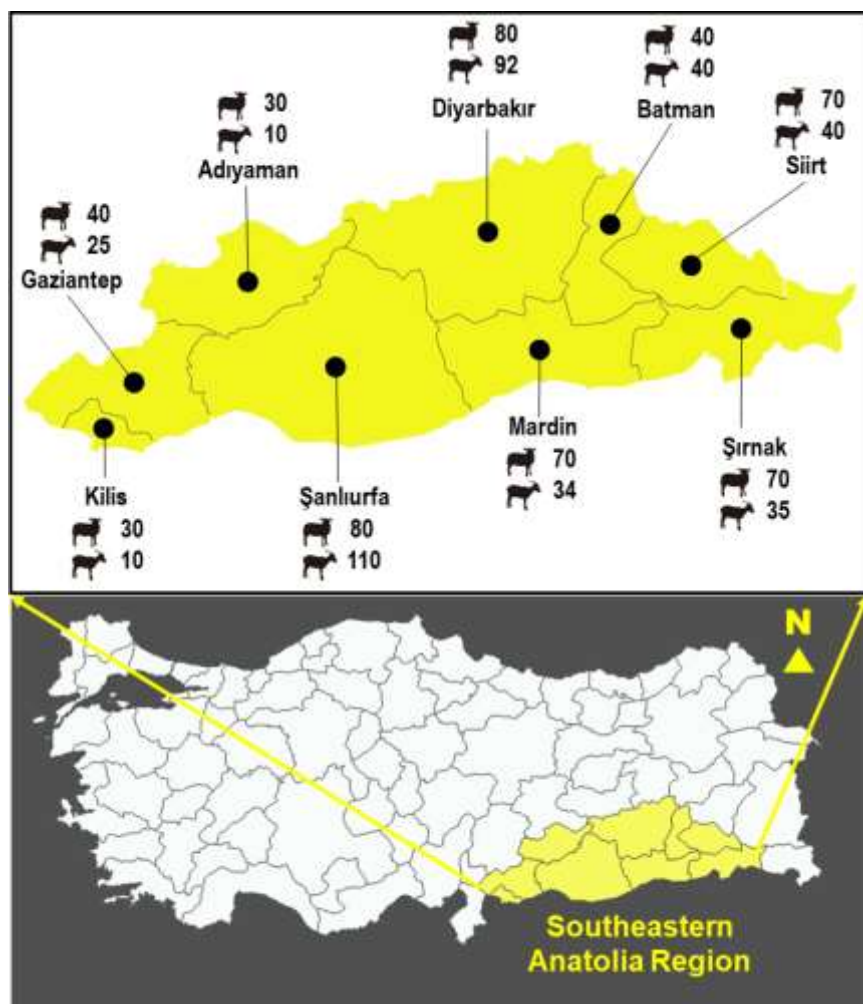 80
92
Diyarbakır
40
40
Batman
30
10
Adıyaman
70
40
Siirt
40
25
Gaziantep
Mardin
70
34
Şırnak
70
35
Kilis
30
10
Şanlıurfa
80
110
N
Southeastern
Anatolia Region